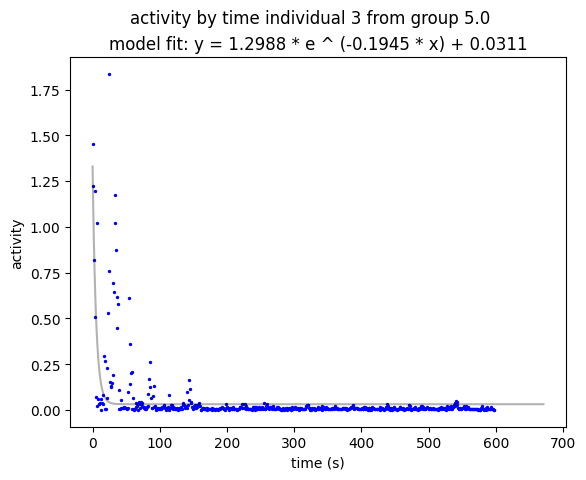 activity by time individual 3 from group 5.0
model fit: y = 1.2988 * e ^ (-0.1945 * x) + 0.0311
1.75
1.50
1.25
1.00
0.75
0.50
0.25
0.00
activity
0 100 200 300 400 500 600 700
time (s)